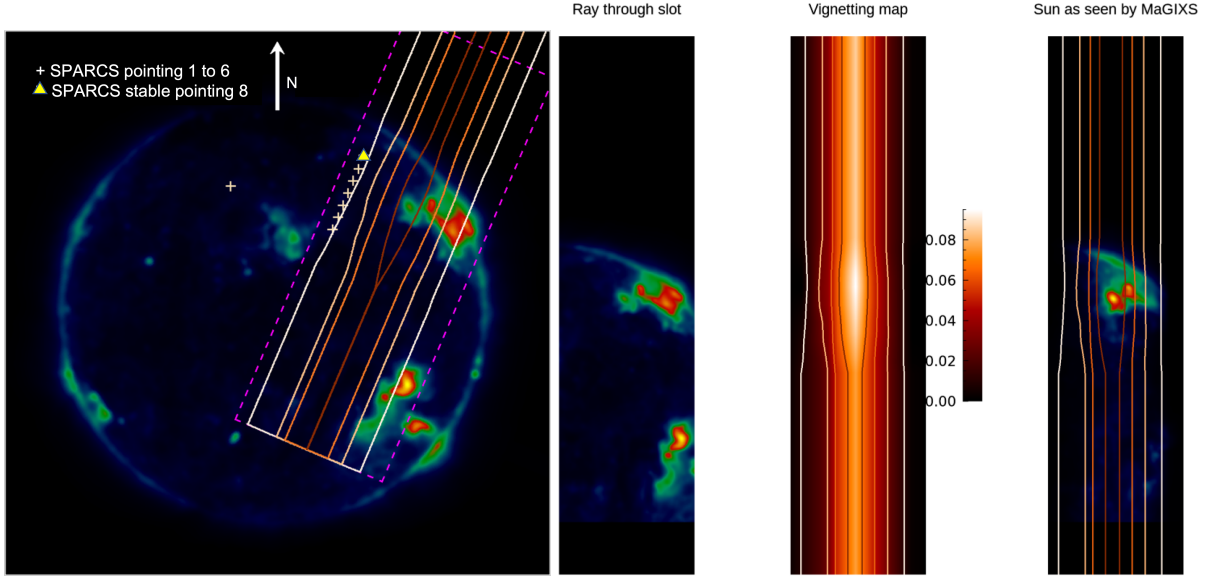 Ray through slot
Vignetting map
Sun as seen by MaGIXS
+ SPARCS pointing 1 to 6
SPARCS stable pointing 8
N
0.08
0.06
0.04
0.02
0.00